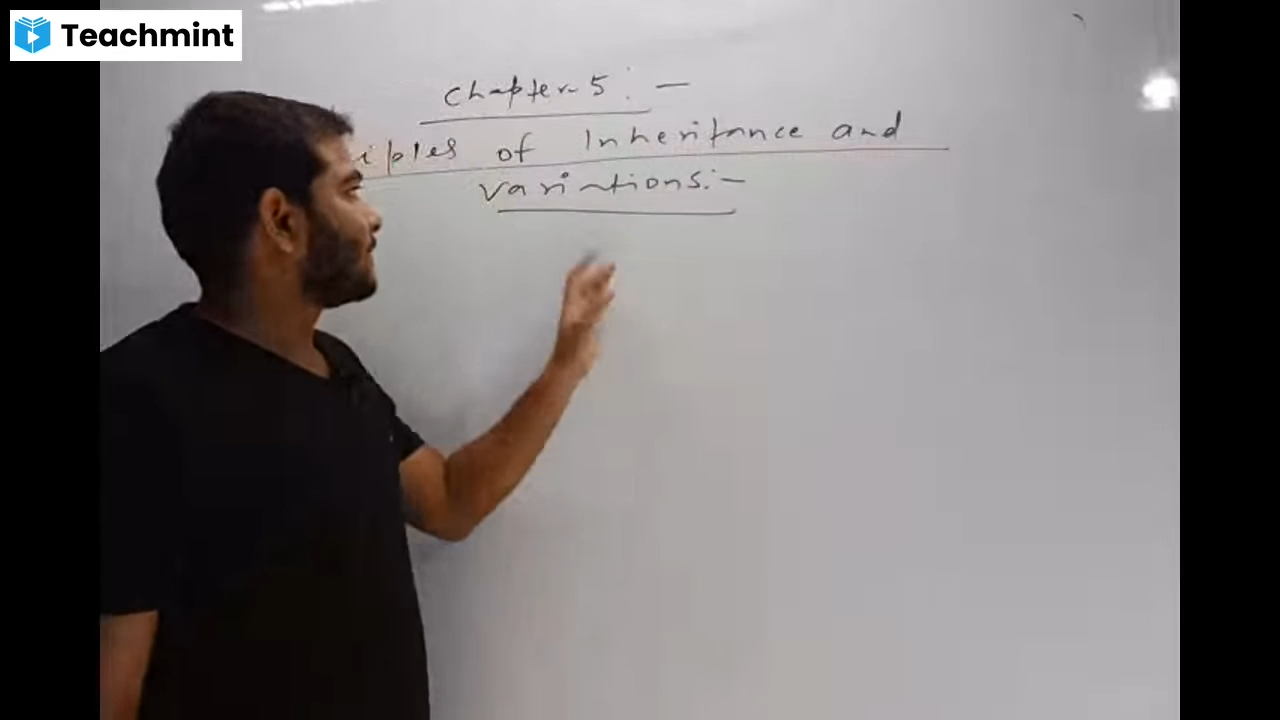 Teachmint
Chapter-5:-
iples of Inheritance and
variations:-